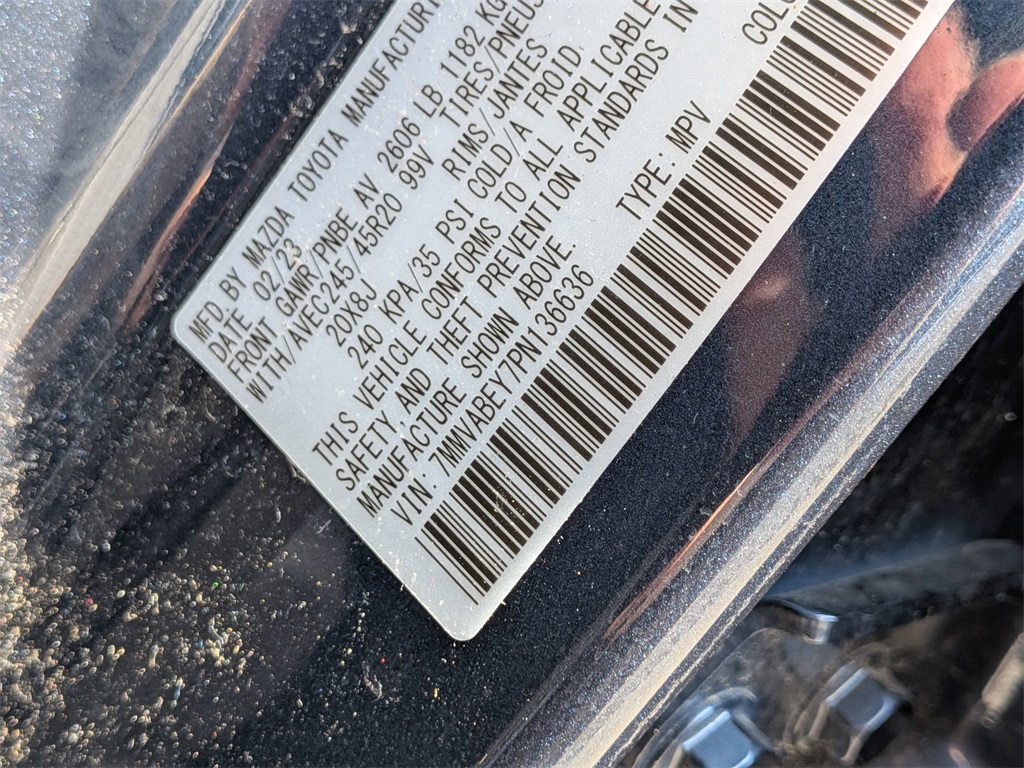 MFD BY MAZDA TOYOTA MANUFACTURI
DATE 02/23
FRONT GAWR/PNBE AV 2606 LB 1182 KG
WITH/AVEC245/45R20 99V TIRES/PNEUS
20X8J RIMS/JANTES
240 KPA/35 PSI COLD/A FROID
THIS VEHICLE CONFORMS TO ALL APPLICABLE
SAFETY AND THEFT PREVENTION STANDARDS IN
MANUFACTURE SHOWN ABOVE.
VIN: 7MMVABEY7PN136636 TYPE: MPV COL